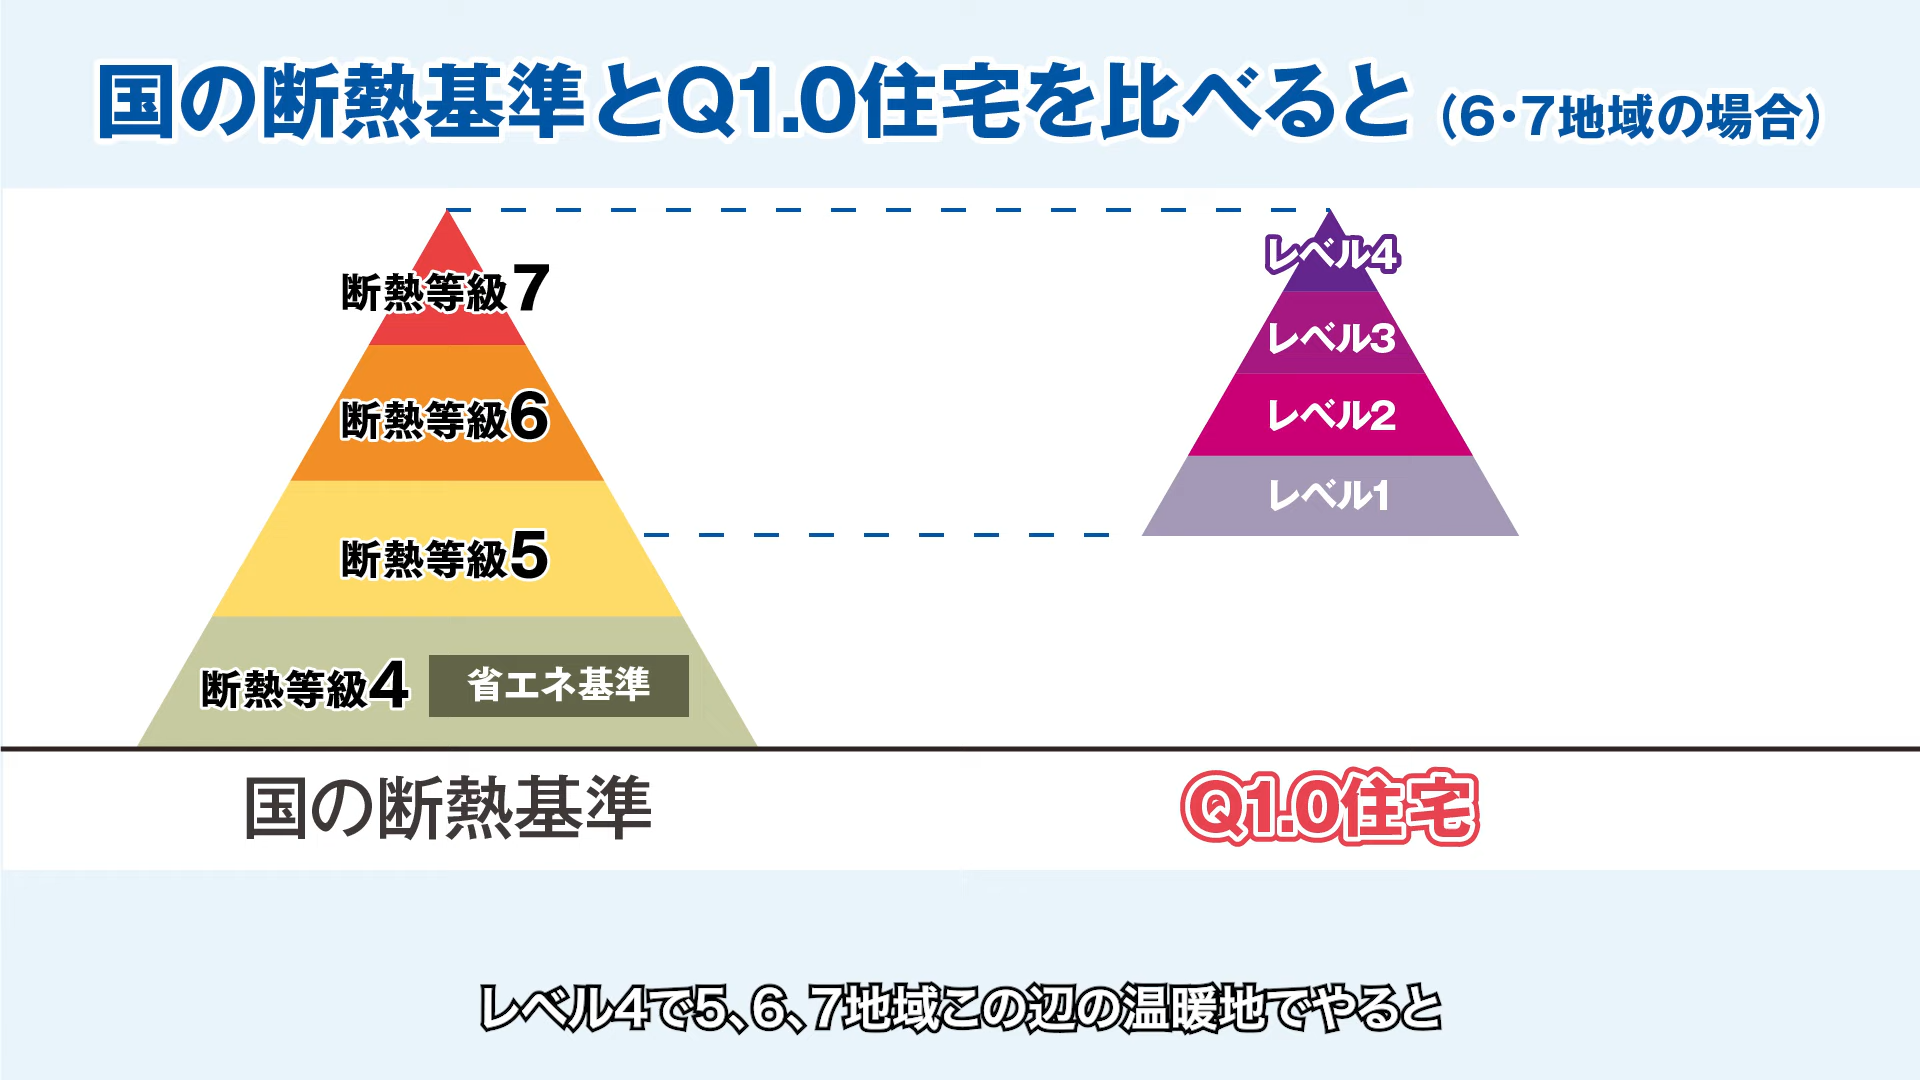 国の断熱基準とQ1.0住宅を比べると（6・7地域の場合）
断熱等級7
断熱等級6
断熱等級5
断熱等級4 省エネ基準
レベル4
レベル3
レベル2
レベル1
国の断熱基準
Q1.0住宅
レベル4で5、6、7地域この辺の温暖地でやると